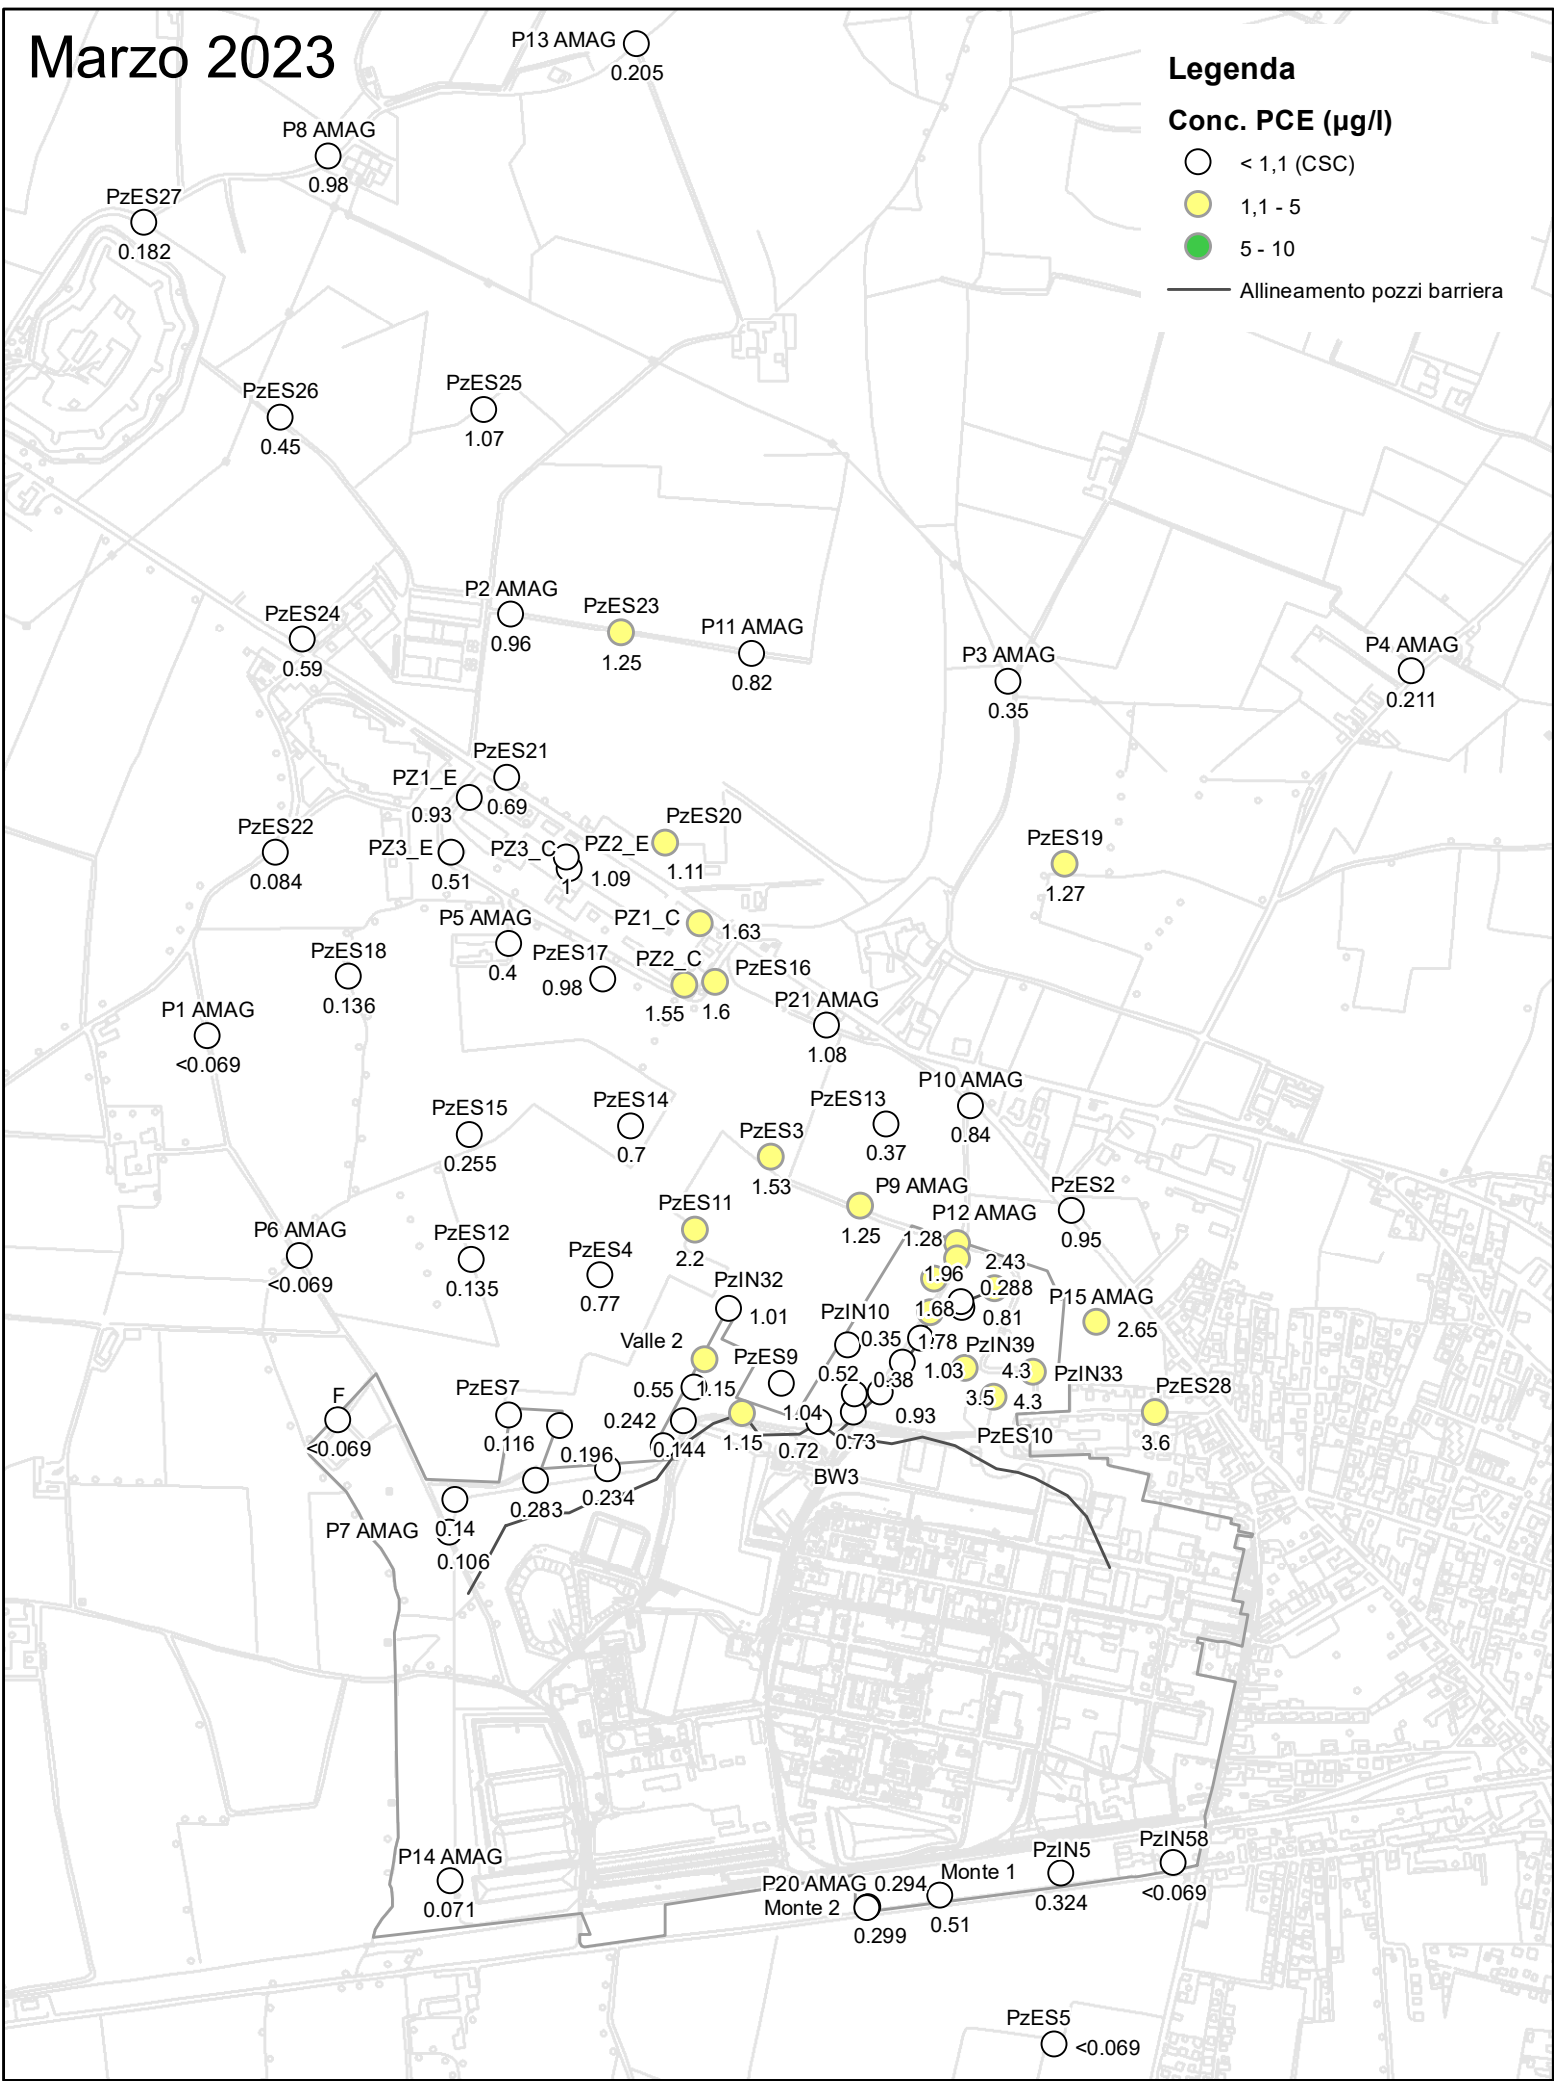 Marzo 2023
P13 AMAG
0.205
Legenda
Conc. PCE (µg/l)
< 1,1 (CSC)
1,1 - 5
5 - 10
Allineamento pozzi barriera
P8 AMAG
0.98
PzES27
0.182
PzES26
0.45
PzES25
1.07
P2 AMAG
0.96
PzES23
1.25
P11 AMAG
0.82
PzES24
0.59
P3 AMAG
0.35
P4 AMAG
0.211
PzES21
0.69
PZ1_E
0.93
PzES22
0.084
PZ3_E
0.51
PZ3_C
1
PZ2_E
1.09
PzES20
1.11
PzES19
1.27
P5 AMAG
0.4
PZ1_C
1.63
PzES18
0.136
PzES17
0.98
PZ2_C
1.55
PzES16
1.6
P21 AMAG
1.08
P1 AMAG
<0.069
PzES15
0.255
PzES14
0.7
PzES13
0.37
P10 AMAG
0.84
PzES3
1.53
P9 AMAG
1.25
PzES2
0.95
P12 AMAG
1.28
PzES11
2.2
P6 AMAG
<0.069
PzES12
0.135
PzES4
0.77
2.43
1.96
0.288
PzIN32
1.01
PzIN10
0.35
1.68
0.81
P15 AMAG
2.65
Valle 2
1.15
PzES9
1.04
1.78
PzIN39
1.03
4.3
PzIN33
4.3
0.52
0.38
0.55
3.5
PzES10
PzES28
3.6
F
<0.069
PzES7
0.116
0.242
0.144
1.15
0.72
0.73
0.93
BW3
0.196
0.283
0.234
P7 AMAG
0.14
0.106
P14 AMAG
0.071
P20 AMAG
0.294
Monte 1
0.51
Monte 2
0.299
PzIN5
0.324
PzIN58
<0.069
PzES5
<0.069